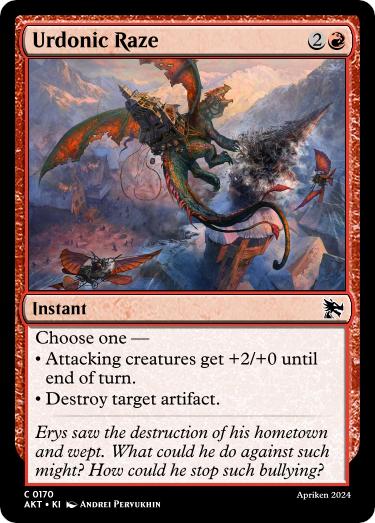 Urdonic Raze 2
Instant
Choose one —
• Attacking creatures get +2/+0 until
end of turn.
• Destroy target artifact.
Erys saw the destruction of his hometown
and wept. What could he do against such
might? How could he stop such bullying?
C 0170
AKT • KI Andrei Pervukhin
Apriken 2024